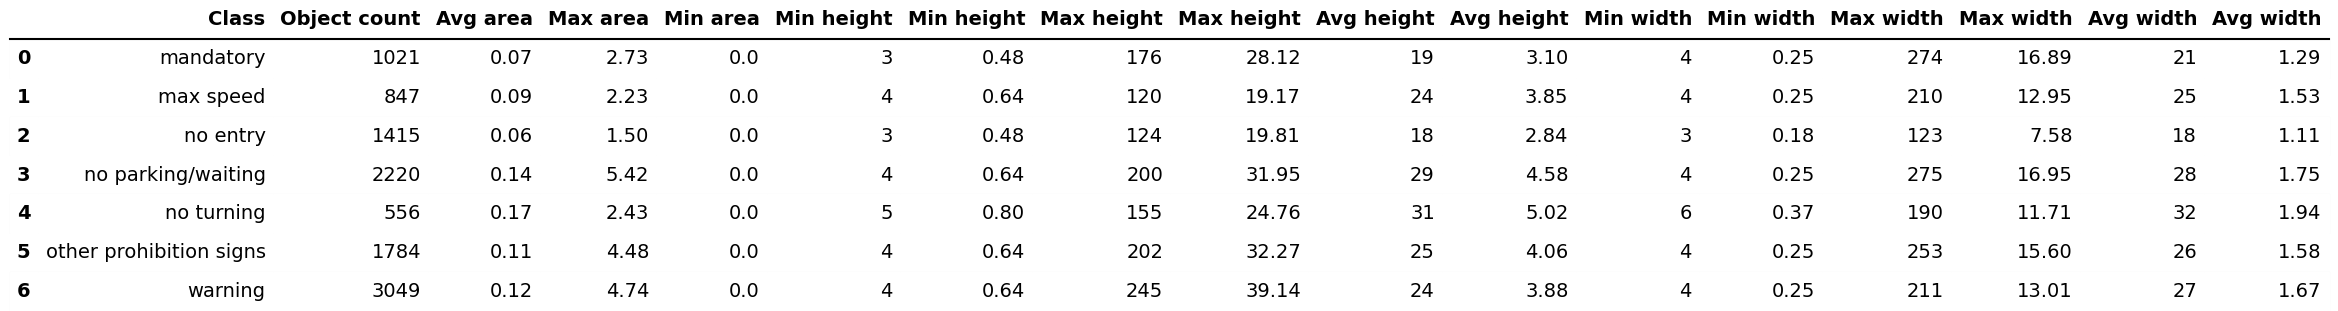 Class Object count Avg area Max area Min area Min height Min height Max height Max height Avg height Avg height Min width Min width Max width Max width Avg width Avg width
0 mandatory 1021 0.07 2.73 0.0 3 0.48 176 28.12 19 3.10 4 0.25 274 16.89 21 1.29
1 max speed 847 0.09 2.23 0.0 4 0.64 120 19.17 24 3.85 4 0.25 210 12.95 25 1.53
2 no entry 1415 0.06 1.50 0.0 3 0.48 124 19.81 18 2.84 3 0.18 123 7.58 18 1.11
3 no parking/waiting 2220 0.14 5.42 0.0 4 0.64 200 31.95 29 4.58 4 0.25 275 16.95 28 1.75
4 no turning 556 0.17 2.43 0.0 5 0.80 155 24.76 31 5.02 6 0.37 190 11.71 32 1.94
5 other prohibition signs 1784 0.11 4.48 0.0 4 0.64 202 32.27 25 4.06 4 0.25 253 15.60 26 1.58
6 warning 3049 0.12 4.74 0.0 4 0.64 245 39.14 24 3.88 4 0.25 211 13.01 27 1.67